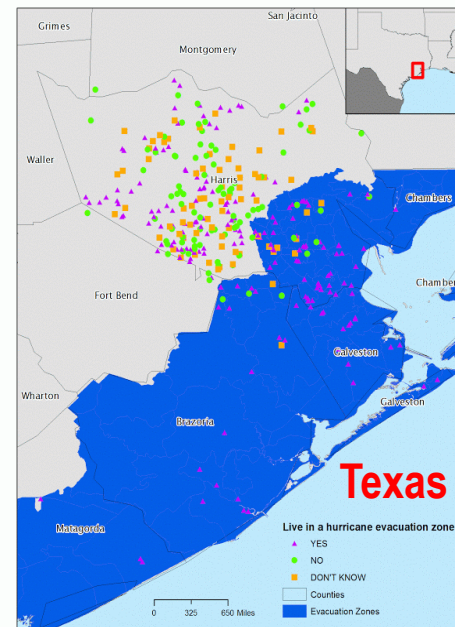 San Jacinto
Grimes
Montgomery
Waller
Harris
Chambers
Fort Bend
Chamber
Galveston
Wharton
Galveston
Brazoria
Texas
Matagorda
Live in a hurricane evacuation zone
YES
NO
DON'T KNOW
Counties
Evacuation Zones
0 325 650 Miles